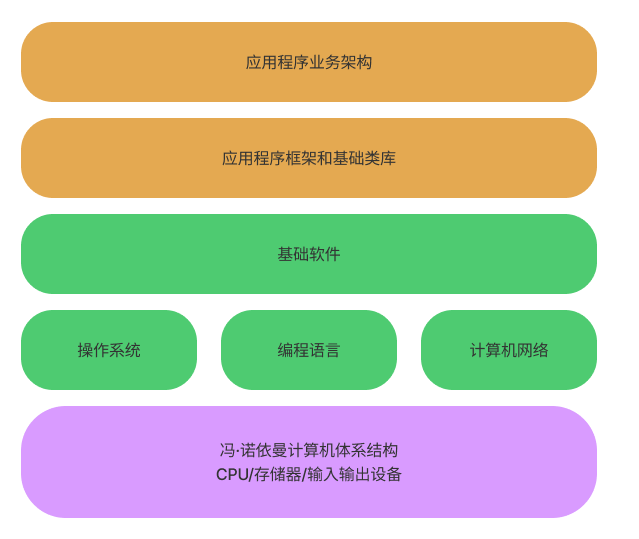 应用程序业务架构
应用程序框架和基础类库
基础软件
操作系统
编程语言
计算机网络
冯·诺依曼计算机体系结构
CPU/存储器/输入输出设备